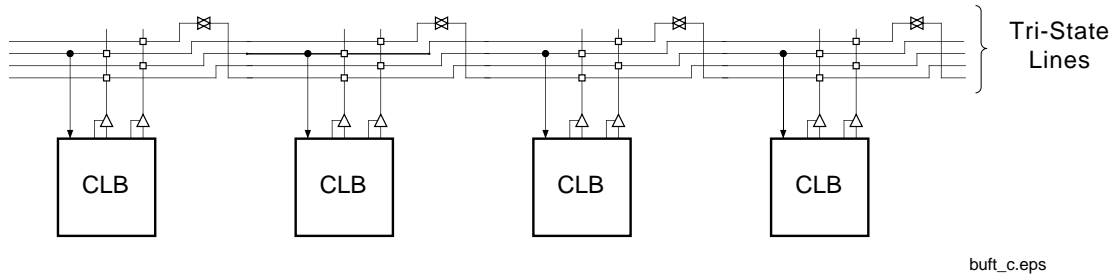 Tri-State
Lines
CLB
CLB
CLB
CLB
buft_c.eps